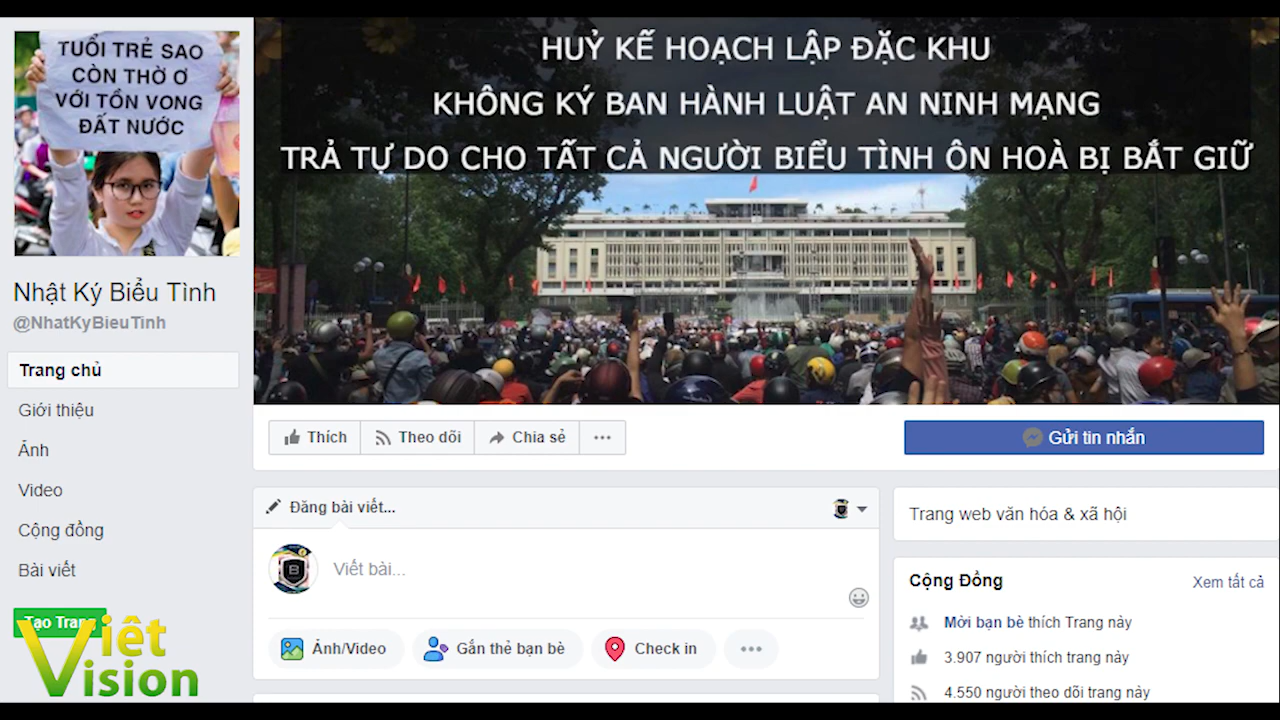 TUỔI TRẺ SAO
CÒN THỜ Ơ
VỚI TỒN VONG
ĐẤT NƯỚC
Nhật Ký Biểu Tình
@NhatKyBieuTinh
Trang chủ
Giới thiệu
Ảnh
Video
Cộng đồng
Bài viết
Tạo Trang
Việt
Vision
HUỶ KẾ HOẠCH LẬP ĐẶC KHU
KHÔNG KÝ BAN HÀNH LUẬT AN NINH MẠNG
TRẢ TỰ DO CHO TẤT CẢ NGƯỜI BIỂU TÌNH ÔN HOÀ BỊ BẮT GIỮ
Thích Theo dõi Chia sẻ
Gửi tin nhắn
Đăng bài viết...
B
Viết bài...
Ảnh/Video Gắn thẻ bạn bè Check in
Trang web văn hóa & xã hội
Cộng Đồng Xem tất cả
Mời bạn bè thích Trang này
3.907 người thích trang này
4.550 người theo dõi trang này